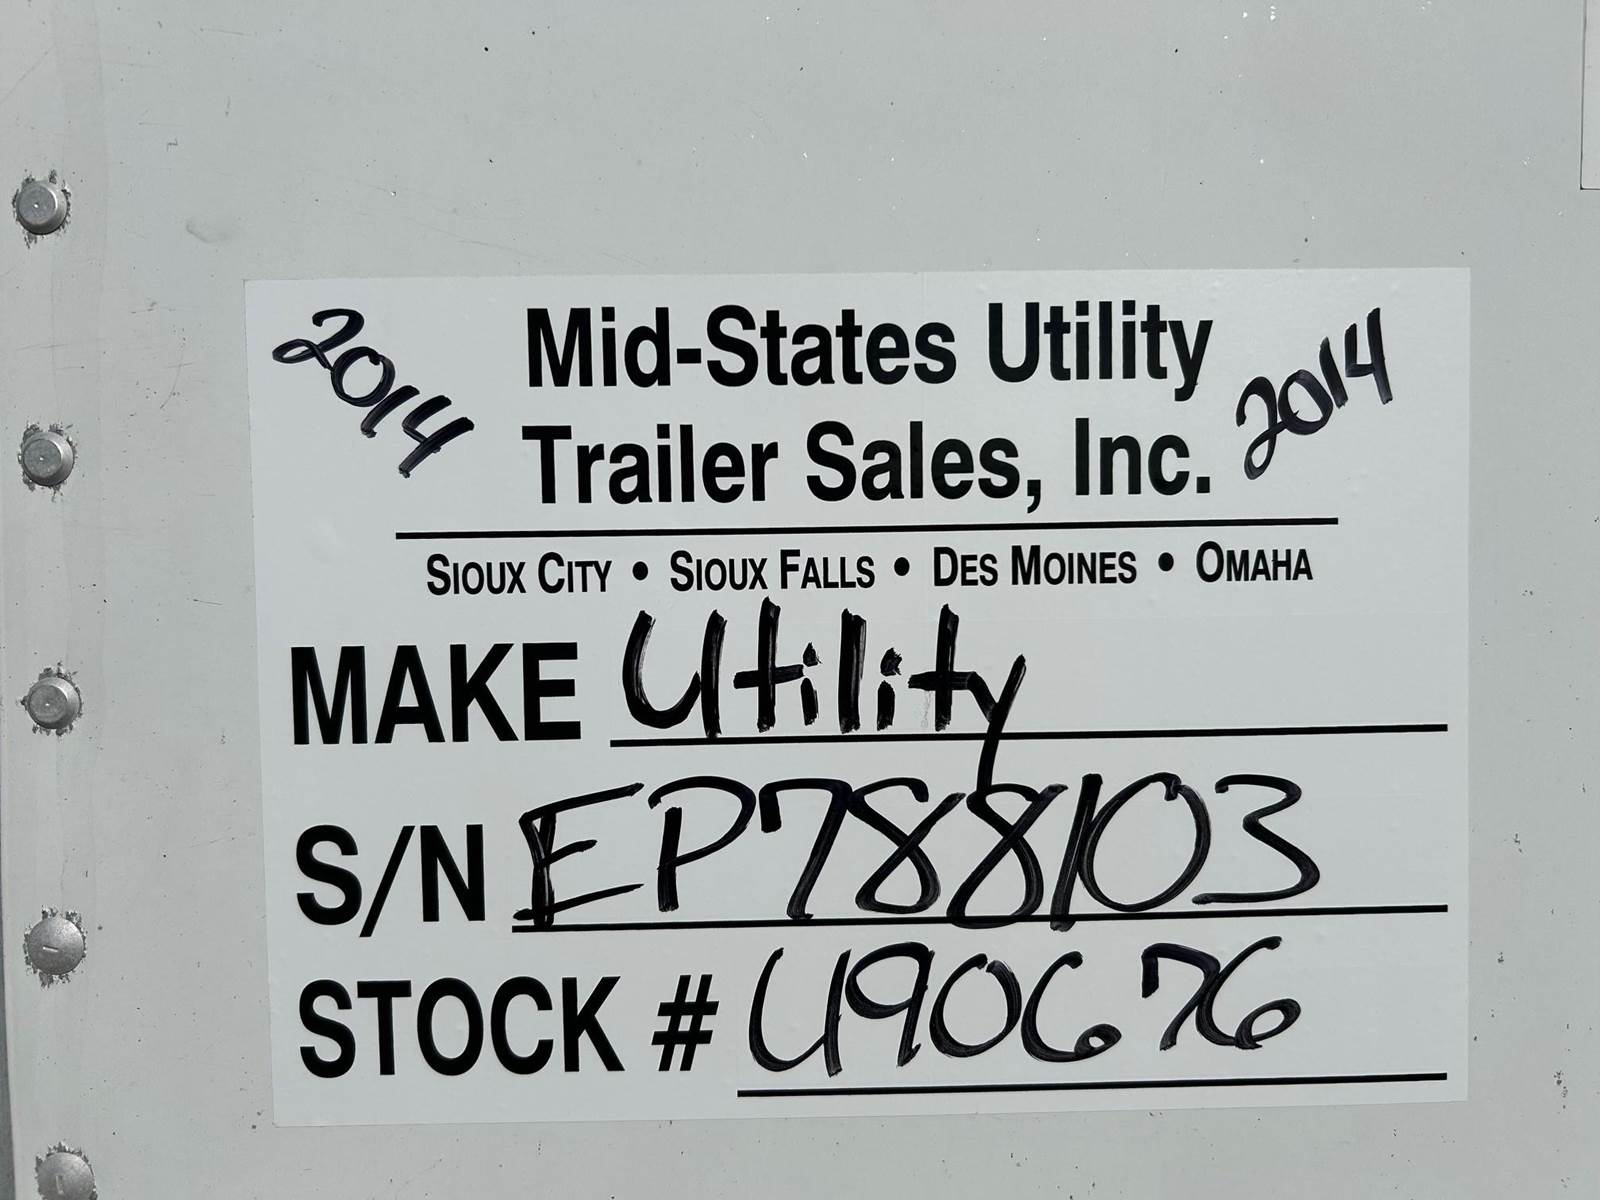 2014 Mid-States Utility 2014
Trailer Sales, Inc.
SIOUX CITY • SIOUX FALLS • DES MOINES • OMAHA
MAKE Utility
S/N EP788103
STOCK # U90676